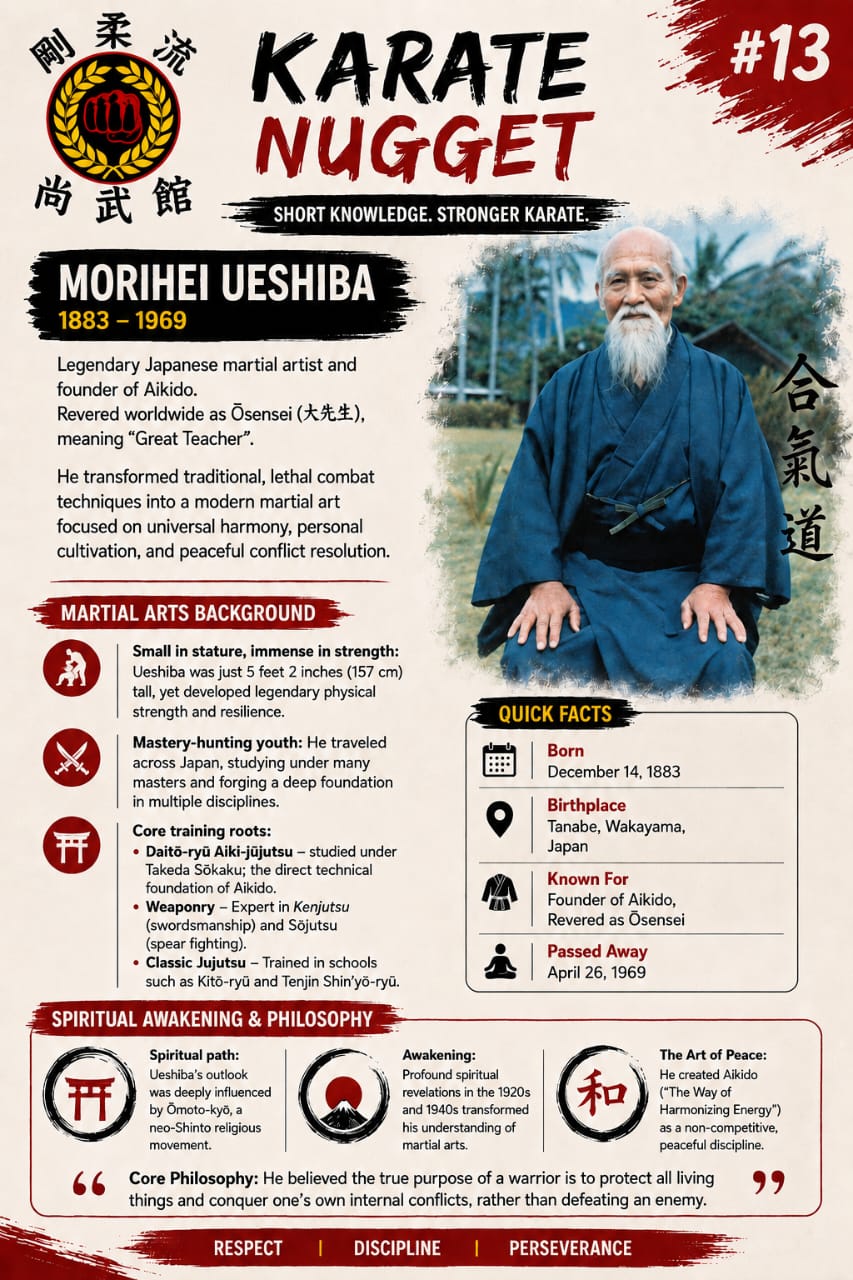 剛柔流
尚武館
KARATE
NUGGET
#13
SHORT KNOWLEDGE. STRONGER KARATE.
MORIHEI UESHIBA
1883 – 1969
Legendary Japanese martial artist and
founder of Aikido.
Revered worldwide as Ōsensei (大先生),
meaning “Great Teacher”.
He transformed traditional, lethal combat
techniques into a modern martial art
focused on universal harmony, personal
cultivation, and peaceful conflict resolution.
合氣道
MARTIAL ARTS BACKGROUND
Small in stature, immense in strength:
Ueshiba was just 5 feet 2 inches (157 cm)
tall, yet developed legendary physical
strength and resilience.
Mastery-hunting youth: He traveled
across Japan, studying under many
masters and forging a deep foundation
in multiple disciplines.
Core training roots:
• Daitō-ryū Aiki-jūjutsu – studied under
Takeda Sōkaku; the direct technical
foundation of Aikido.
• Weaponry – Expert in Kenjutsu
(swordsmanship) and Sōjutsu
(spear fighting).
• Classic Jujutsu – Trained in schools
such as Kitō-ryū and Tenjin Shin’yō-ryū.
QUICK FACTS
Born
December 14, 1883
Birthplace
Tanabe, Wakayama,
Japan
Known For
Founder of Aikido,
Revered as Ōsensei
Passed Away
April 26, 1969
SPIRITUAL AWAKENING & PHILOSOPHY
Spiritual path:
Ueshiba’s outlook
was deeply influenced
by Ōmoto-kyō, a
neo-Shinto religious
movement.
Awakening:
Profound spiritual
revelations in the 1920s
and 1940s transformed
his understanding of
martial arts.
和
The Art of Peace:
He created Aikido
(“The Way of
Harmonizing Energy”)
as a non-competitive,
peaceful discipline.
“ Core Philosophy: He believed the true purpose of a warrior is to protect all living
things and conquer one’s own internal conflicts, rather than defeating an enemy. ”
RESPECT | DISCIPLINE | PERSEVERANCE